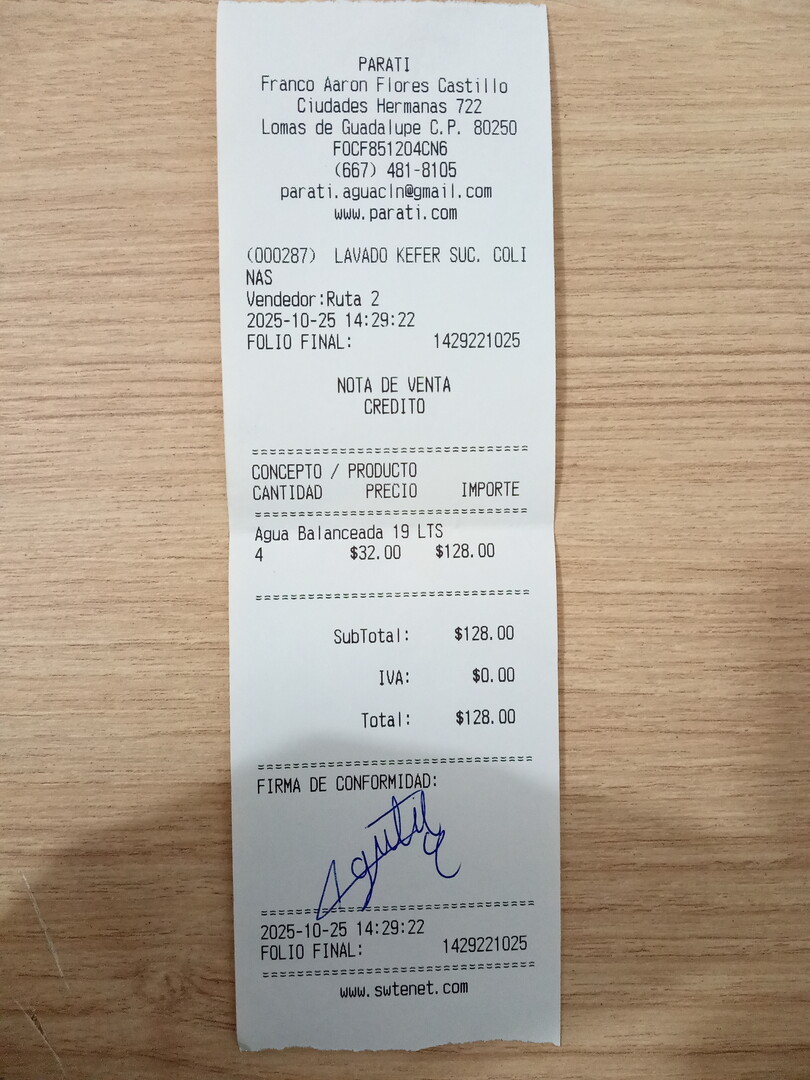 PARATI
Franco Aaron Flores Castillo
Ciudades Hermanas 722
Lomas de Guadalupe C.P. 80250
FOCF851204CN6
(667) 481-8105
parati.aguacln@gmail.com
www.parati.com
(000287) LAVADO KEFER SUC. COLI
NAS
Vendedor:Ruta 2
2025-10-25 14:29:22
FOLIO FINAL: 1429221025
NOTA DE VENTA
CREDITO
CONCEPTO / PRODUCTO
CANTIDAD PRECIO IMPORTE
Agua Balanceada 19 LTS
4 $32.00 $128.00
SubTotal: $128.00
IVA: $0.00
Total: $128.00
FIRMA DE CONFORMIDAD:
2025-10-25 14:29:22
FOLIO FINAL: 1429221025
www.swtenet.com